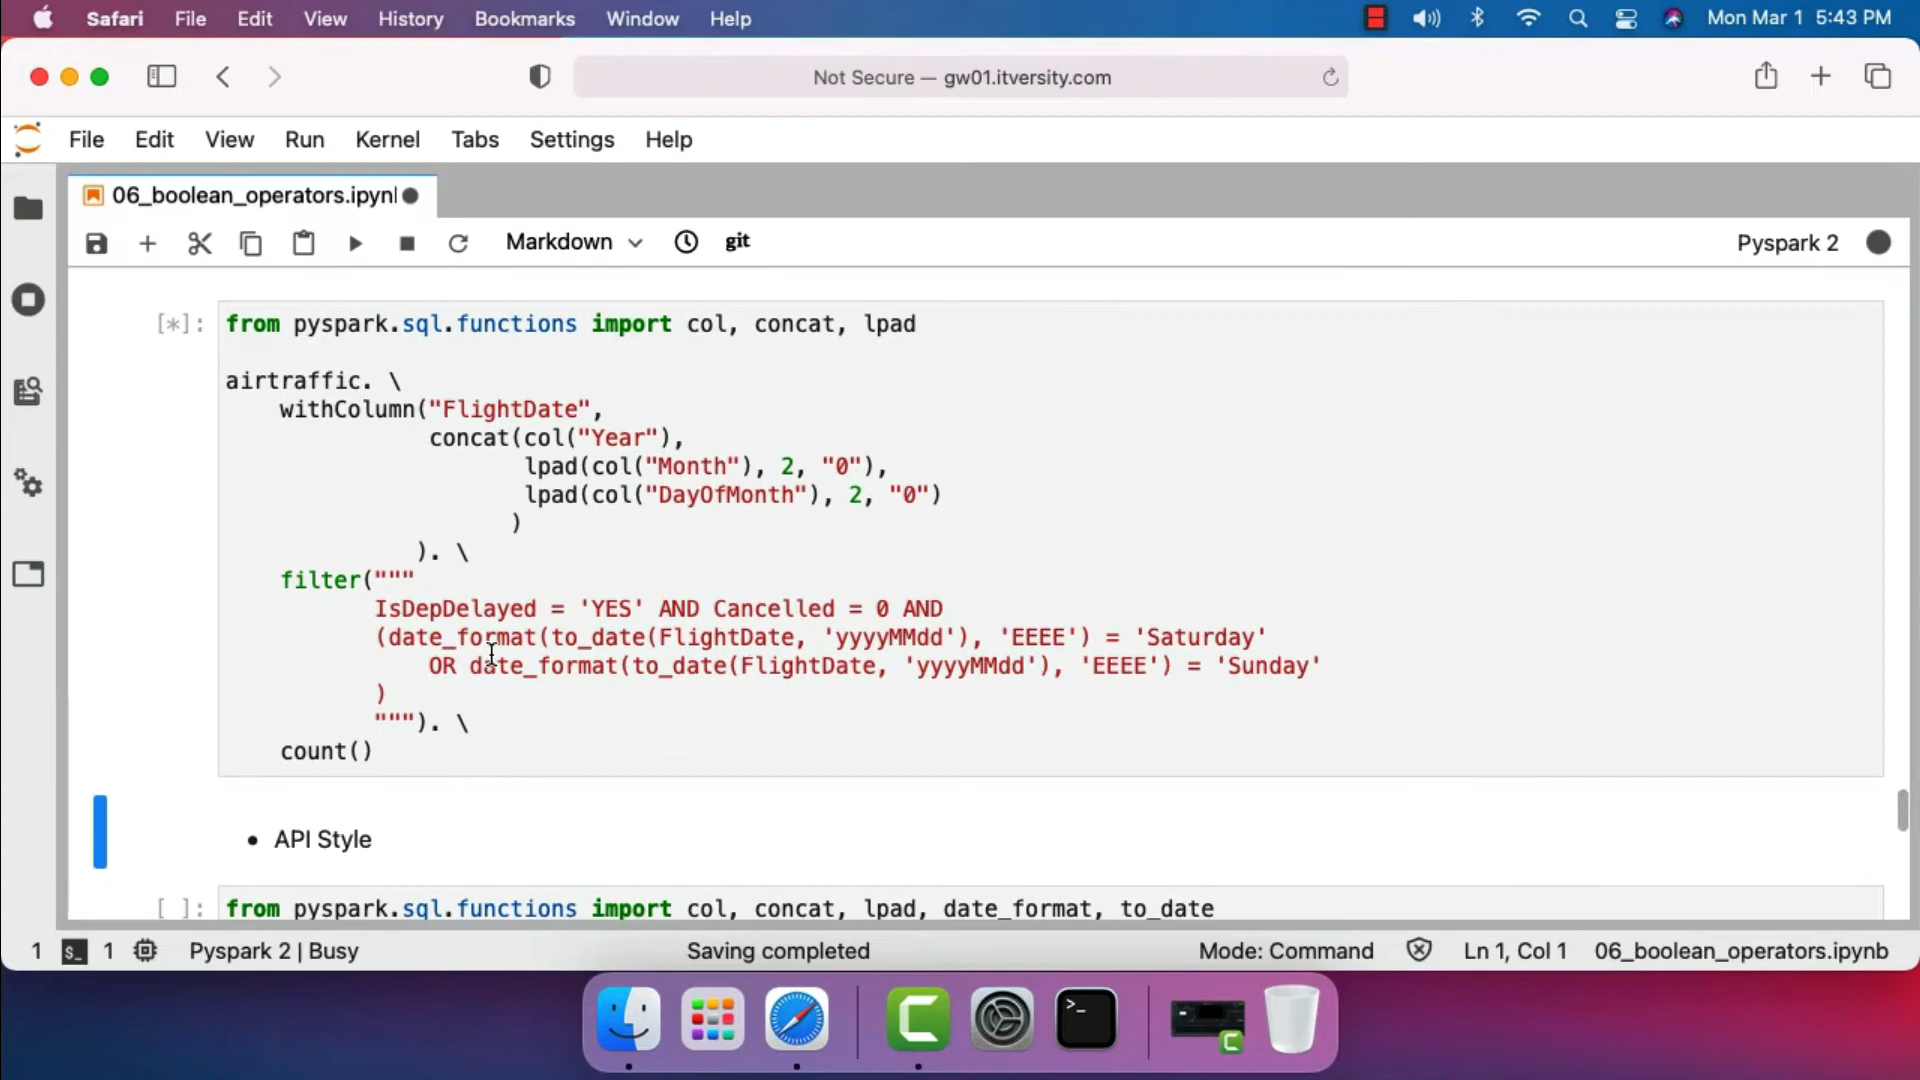 Safari File Edit View History Bookmarks Window Help Mon Mar 1 5:43 PM
Not Secure — gw01.itversity.com
File Edit View Run Kernel Tabs Settings Help
06_boolean_operators.ipynl
Markdown git Pyspark 2
[*]: from pyspark.sql.functions import col, concat, lpad
airtraffic. \
withColumn("FlightDate",
concat(col("Year"),
lpad(col("Month"), 2, "0"),
lpad(col("DayOfMonth"), 2, "0")
)
). \
filter("""
IsDepDelayed = 'YES' AND Cancelled = 0 AND
(date_format(to_date(FlightDate, 'yyyyMMdd'), 'EEEE') = 'Saturday'
OR date_format(to_date(FlightDate, 'yyyyMMdd'), 'EEEE') = 'Sunday'
)
"""). \
count()
• API Style
[ ]: from pyspark.sql.functions import col, concat, lpad, date_format, to_date
1 $_ 1 Pyspark 2 | Busy Saving completed Mode: Command Ln 1, Col 1 06_boolean_operators.ipynb
>_